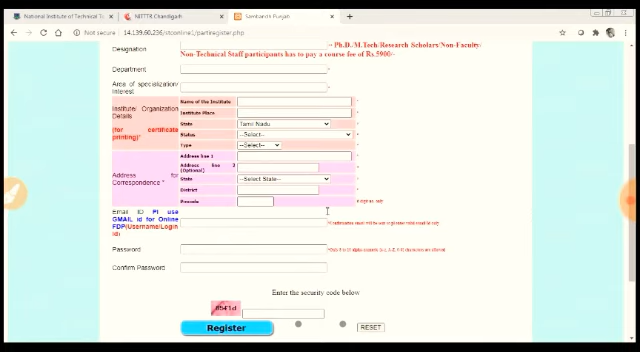 National Institute of Technical T
NITTTR Chandigarh
Samband it Punjab
Not secure | 14.139.60.236/stconline1/partiregister.php
Designation
Ph.D./M.Tech/Research Scholars/Non-Faculty/
Non-Technical Staff participants has to pay a course fee of Rs.5900/-
Department
Area of specialization/
Interest
Institute/ Organization
Details
(for certificate
printing)*
Name of the Institute
Institute Place
State
Tamil Nadu
Status
--Select--
Type
--Select--
Address for
Correspondence *
Address line 1
Address line 2
(Optional)
State
--Select State--
District
Pincode
6 digit no. only
Email ID Pl use
GMAIL id for Online
FDP(Username/Login
id)
Password
Confirm Password
Enter the security code below
Register
RESET